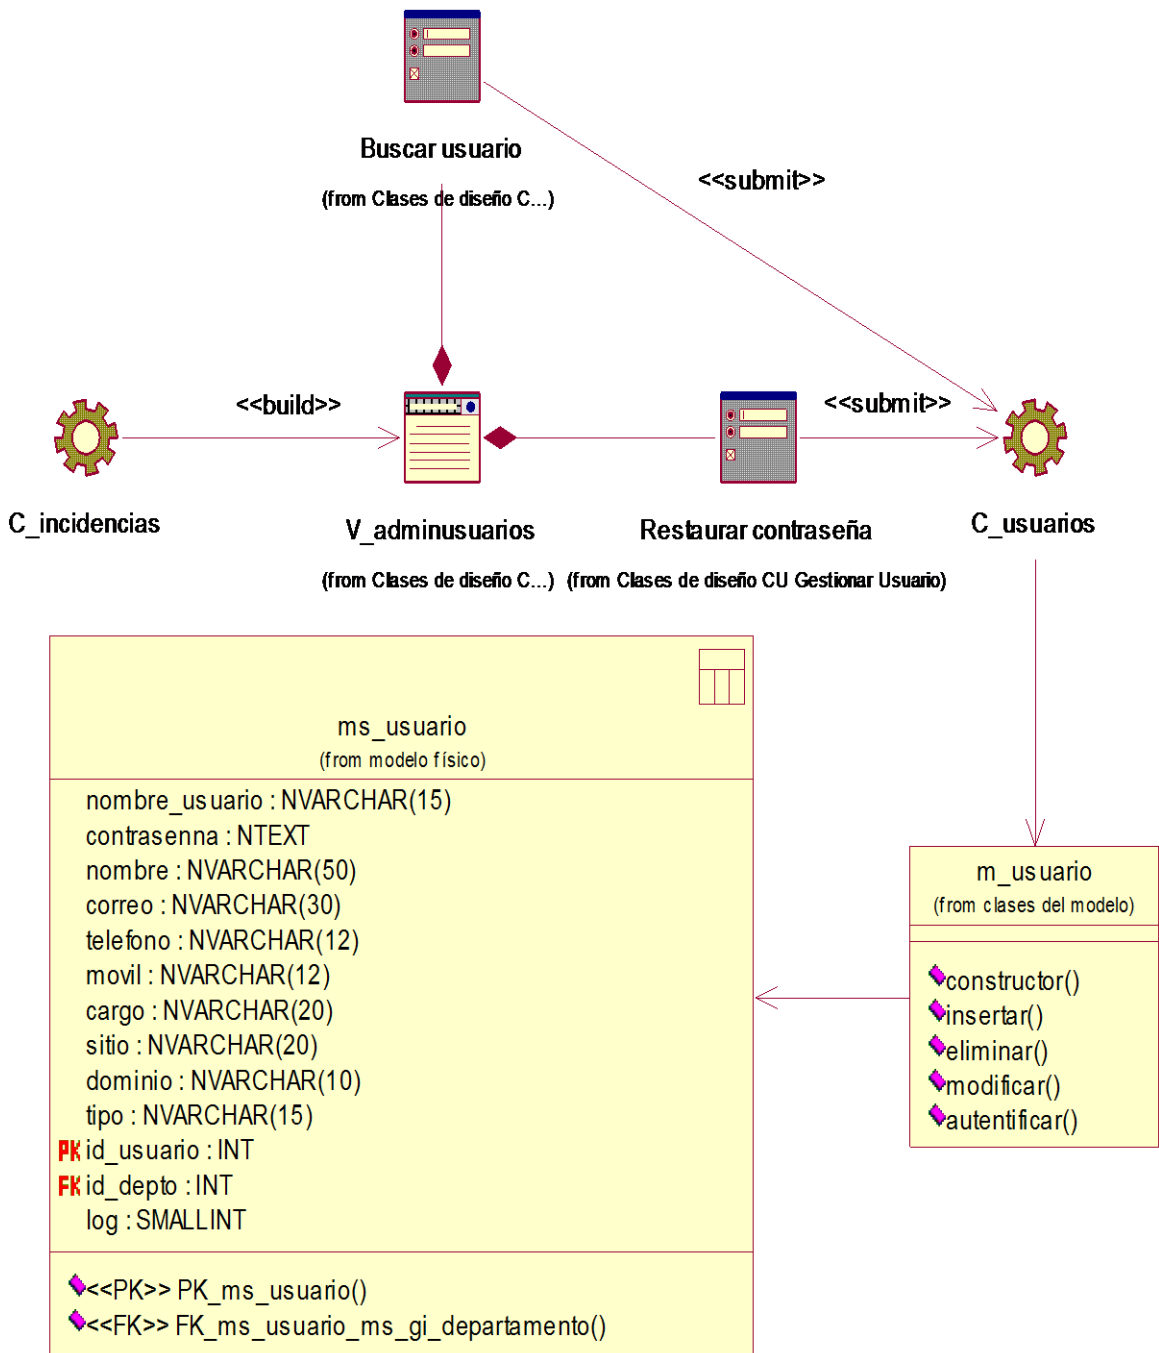 Buscar usuario
(from Clases de diseño C...)
<<submit>>
<<build>>
<<submit>>
C_incidencias
V_adminusuarios
Restaurar contraseña
C_usuarios
(from Clases de diseño C...)
(from Clases de diseño CU Gestionar Usuario)
ms_usuario
(from modelo físico)
nombre_usuario : NVARCHAR(15)
contrasenna : NTEXT
nombre : NVARCHAR(50)
correo : NVARCHAR(30)
telefono : NVARCHAR(12)
movil : NVARCHAR(12)
cargo : NVARCHAR(20)
sitio : NVARCHAR(20)
dominio : NVARCHAR(10)
tipo : NVARCHAR(15)
PK id_usuario : INT
FK id_depto : INT
log : SMALLINT
<<PK>> PK_ms_usuario()
<<FK>> FK_ms_usuario_ms_gi_departamento()
m_usuario
(from clases del modelo)
constructor()
insertar()
eliminar()
modificar()
autentificar()